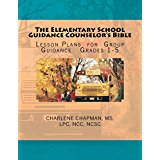 The Elementary School
Guidance Counselor's Bible
Lesson Plans for Group
Guidance Grades 1-5
CHARLENE CHAPMAN, MS,
LPC, NCC, NCSC